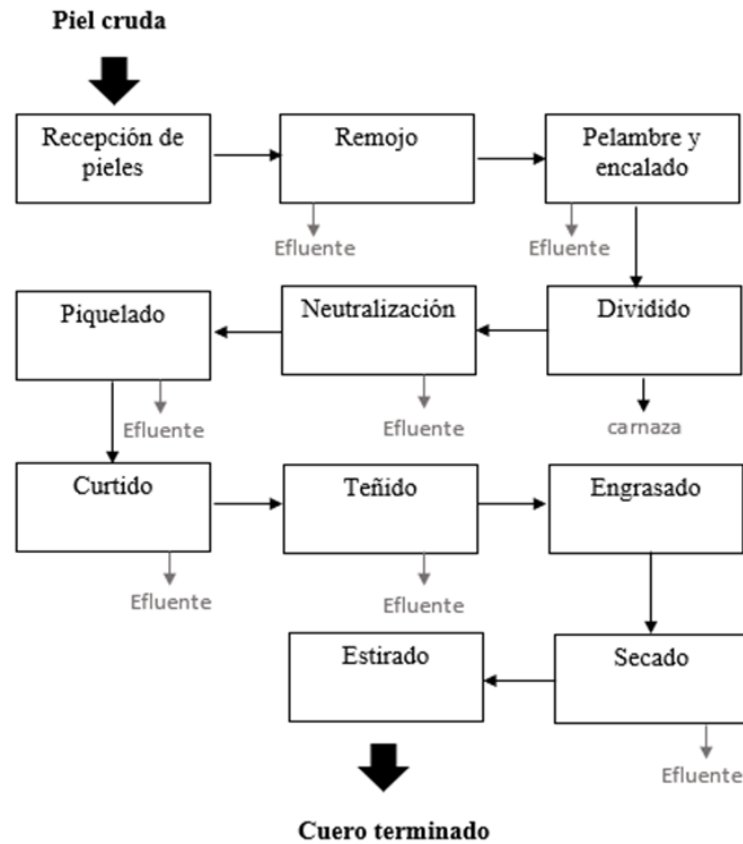 Piel cruda
Recepción de
pieles
Remojo
Pelambre y
encalado
Efluente
Efluente
Piquelado
Neutralización
Dividido
Efluente
Efluente
carnaza
Curtido
Teñido
Engrasado
Efluente
Efluente
Estirado
Secado
Efluente
Cuero terminado